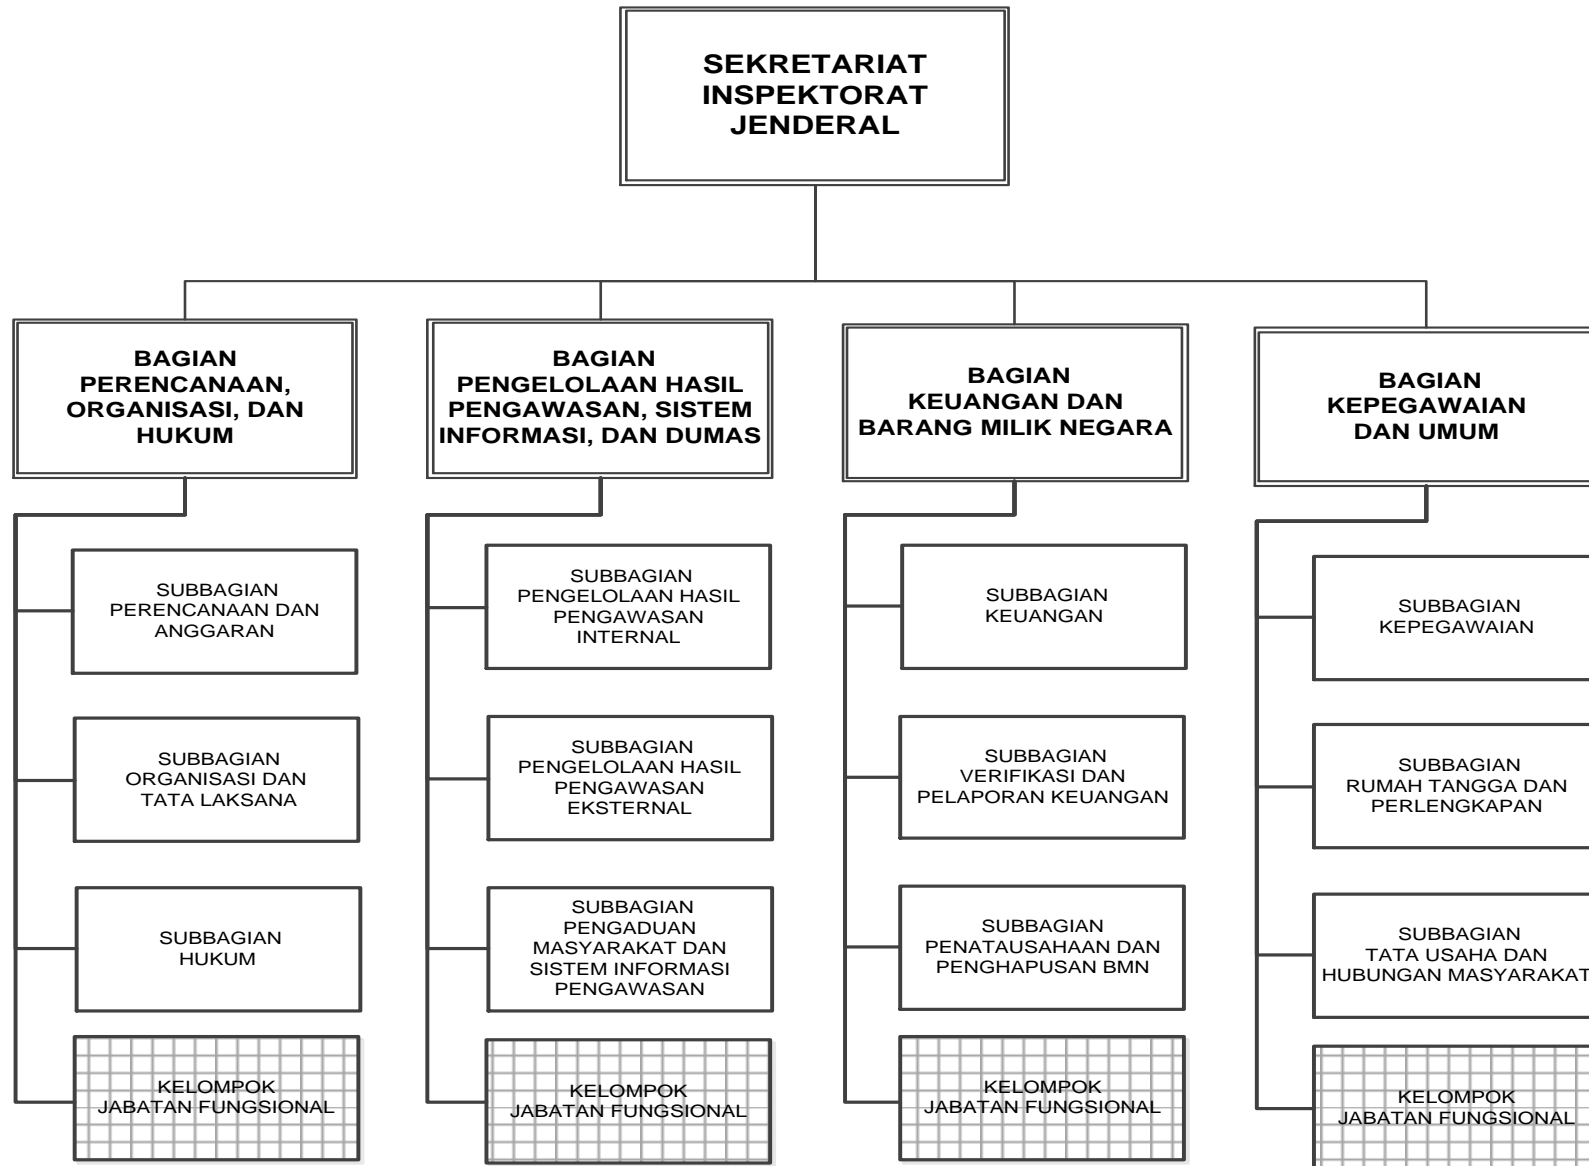 SEKRETARIAT
INSPEKTORAT
JENDERAL
BAGIAN
PERENCANAAN,
ORGANISASI, DAN
HUKUM
BAGIAN
PENGELOLAAN HASIL
PENGAWASAN, SISTEM
INFORMASI, DAN DUMAS
BAGIAN
KEUANGAN DAN
BARANG MILIK NEGARA
BAGIAN
KEPEGAWAIAN
DAN UMUM
SUBBAGIAN
PERENCANAAN DAN
ANGGARAN
SUBBAGIAN
PENGELOLAAN HASIL
PENGAWASAN
INTERNAL
SUBBAGIAN
KEUANGAN
SUBBAGIAN
KEPEGAWAIAN
SUBBAGIAN
ORGANISASI DAN
TATA LAKSANA
SUBBAGIAN
PENGELOLAAN HASIL
PENGAWASAN
EKSTERNAL
SUBBAGIAN
VERIFIKASI DAN
PELAPORAN KEUANGAN
SUBBAGIAN
RUMAH TANGGA DAN
PERLENGKAPAN
SUBBAGIAN
HUKUM
SUBBAGIAN
PENGADUAN
MASYARAKAT DAN
SISTEM INFORMASI
PENGAWASAN
SUBBAGIAN
PENATAUSAHAAN DAN
PENGHAPUSAN BMN
SUBBAGIAN
TATA USAHA DAN
HUBUNGAN MASYARAKAT
KELOMPOK
JABATAN FUNGSIONAL
KELOMPOK
JABATAN FUNGSIONAL
KELOMPOK
JABATAN FUNGSIONAL
KELOMPOK
JABATAN FUNGSIONAL